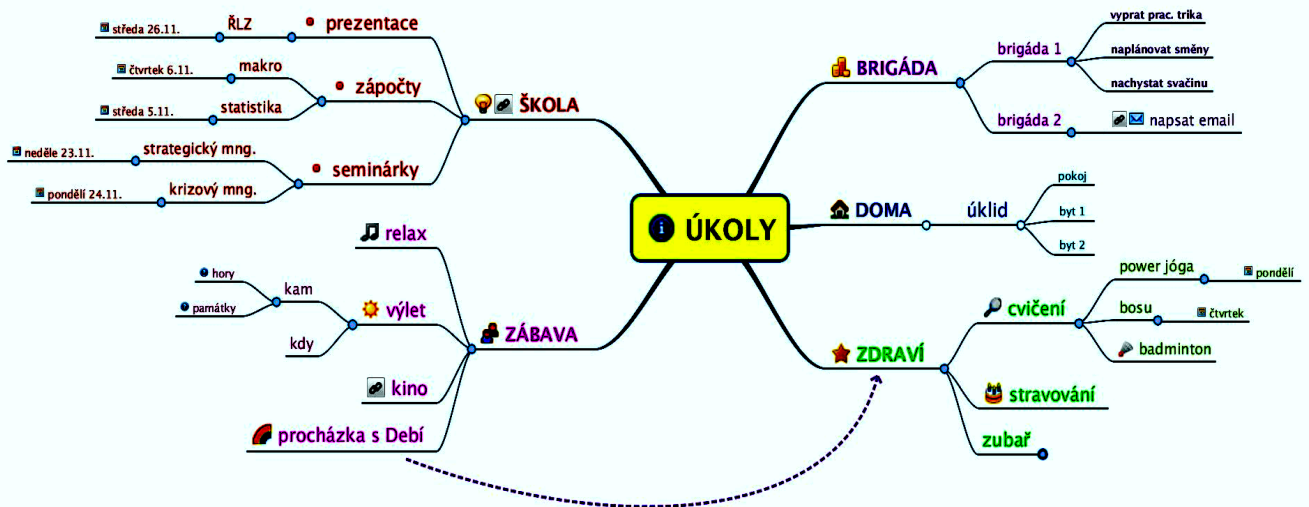 ÚKOLY
ŠKOLA
prezentace
ŘLZ
středa 26.11.
zápočty
makro
čtvrtek 6.11.
statistika
středa 5.11.
seminárky
strategický mng.
neděle 23.11.
krizový mng.
pondělí 24.11.
ZÁBAVA
relax
výlet
kam
hory
památky
kdy
kino
procházka s Debí
BRIGÁDA
brigáda 1
vyprat prac. trika
naplánovat směny
nachystat svačinu
brigáda 2
napsat email
DOMA
úklid
pokoj
byt 1
byt 2
ZDRAVÍ
cvičení
power jóga
pondělí
bosu
čtvrtek
badminton
stravování
zubař